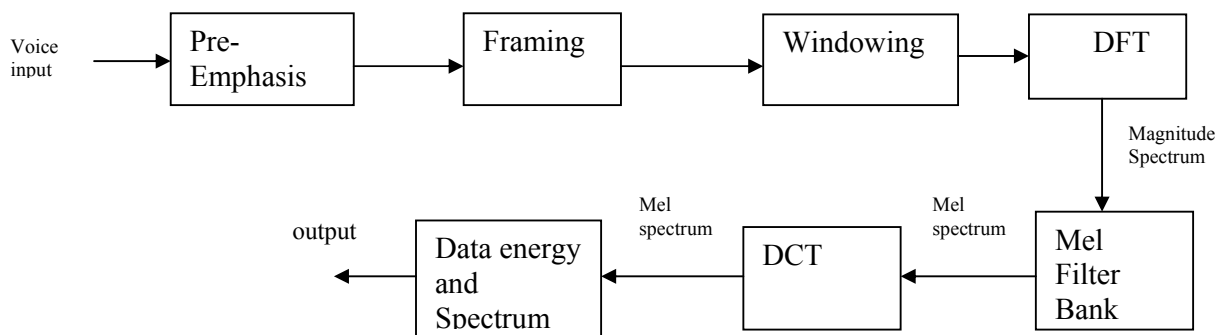 Voice
input
Pre-
Emphasis
Framing
Windowing
DFT
Magnitude
Spectrum
Mel
Filter
Bank
Mel
spectrum
DCT
Mel
spectrum
Data energy
and
Spectrum
output